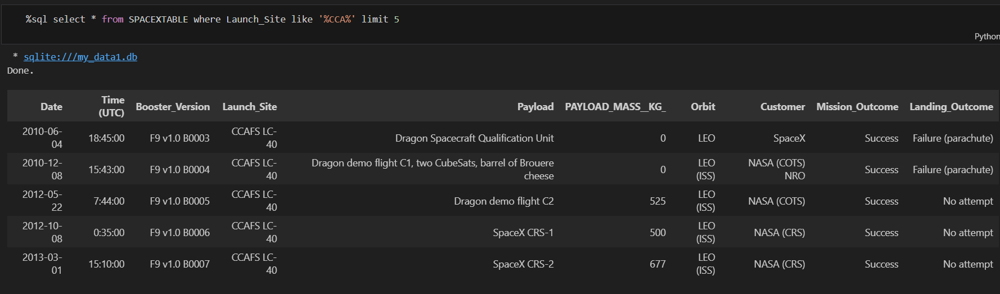 %sql select * from SPACEXTABLE where Launch_Site like '%CCA%' limit 5
Python
* sqlite:///my_data1.db
Done.
Date Time (UTC) Booster_Version Launch_Site Payload PAYLOAD_MASS__KG_ Orbit Customer Mission_Outcome Landing_Outcome
2010-06-04 18:45:00 F9 v1.0 B0003 CCAFS LC-40 Dragon Spacecraft Qualification Unit 0 LEO SpaceX Success Failure (parachute)
2010-12-08 15:43:00 F9 v1.0 B0004 CCAFS LC-40 Dragon demo flight C1, two CubeSats, barrel of Brouere cheese 0 LEO (ISS) NASA (COTS) NRO Success Failure (parachute)
2012-05-22 7:44:00 F9 v1.0 B0005 CCAFS LC-40 Dragon demo flight C2 525 LEO (ISS) NASA (COTS) Success No attempt
2012-10-08 0:35:00 F9 v1.0 B0006 CCAFS LC-40 SpaceX CRS-1 500 LEO (ISS) NASA (CRS) Success No attempt
2013-03-01 15:10:00 F9 v1.0 B0007 CCAFS LC-40 SpaceX CRS-2 677 LEO (ISS) NASA (CRS) Success No attempt